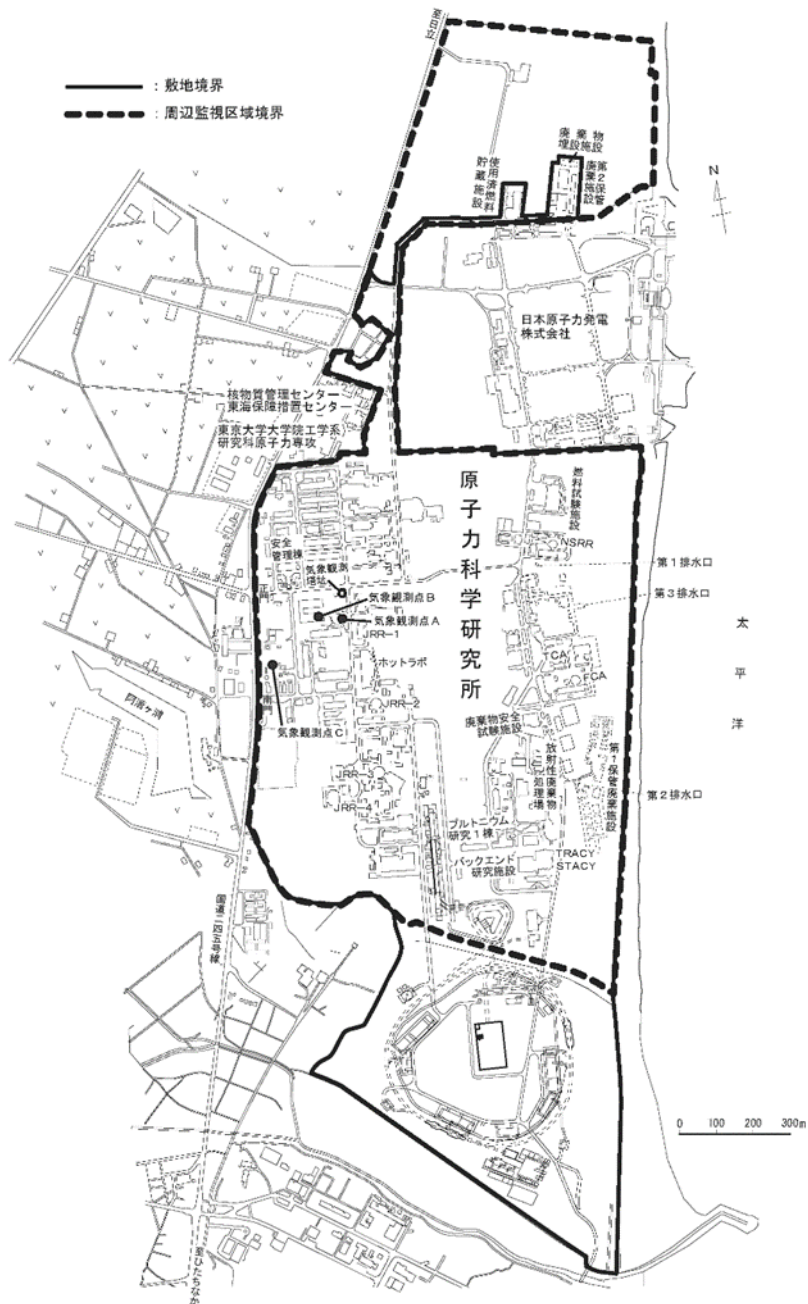 至日立
：敷地境界
：周辺監視区域境界
廃棄物
埋設施設
第2保管
廃棄施設
使用済燃料
貯蔵施設
N
日本原子力発電
株式会社
核物質管理センター
東海保障措置センター
東京大学大学院工学系
研究科原子力専攻
原子力科学研究所
燃料試験施設
NSRR
安全
管理棟
気象観測
塔址
気象観測点B
気象観測点A
JRR-1
第1排水口
第3排水口
太平洋
ホットラボ
TCA
FCA
阿漕ヶ浦
南門
JRR-2
気象観測点C
廃棄物安全
試験施設
放射性廃棄物
処理場
第1保管廃棄施設
JRR-3
JRR-4
第2排水口
プルトニウム
研究1棟
バックエンド
研究施設
TRACY
STACY
国道二四五号線
0 100 200 300m
至ひたちなか